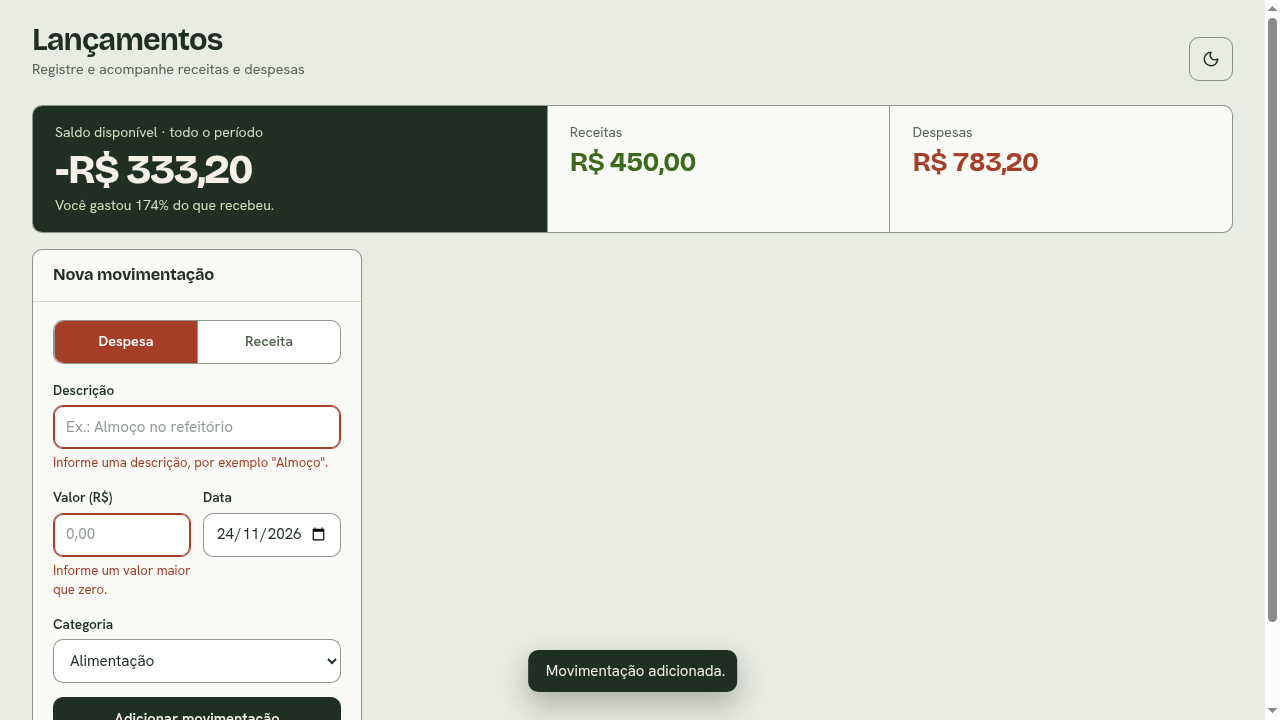 Lançamentos
Registre e acompanhe receitas e despesas
Saldo disponível · todo o período
-R$ 333,20
Você gastou 174% do que recebeu.
Receitas
R$ 450,00
Despesas
R$ 783,20
Nova movimentação
Despesa
Receita
Descrição
Ex.: Almoço no refeitório
Informe uma descrição, por exemplo "Almoço".
Valor (R$)
Data
0,00
24/11/2026
Informe um valor maior
que zero.
Categoria
Alimentação
Adicionar movimentação
Movimentação adicionada.